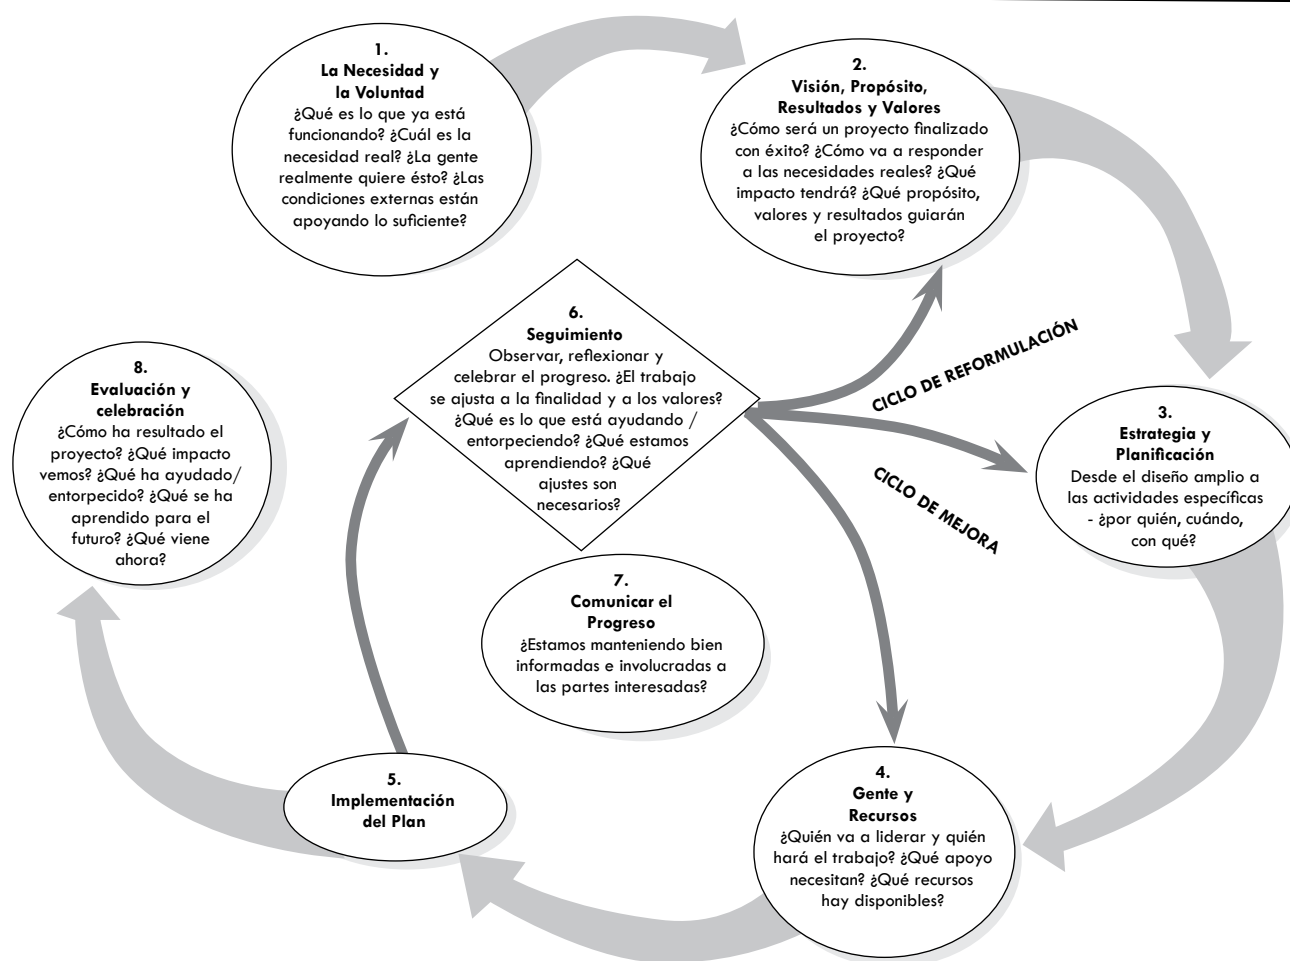 1.
La Necesidad y
la Voluntad
¿Qué es lo que ya está
funcionando? ¿Cuál es la
necesidad real? ¿La gente
realmente quiere ésto? ¿Las
condiciones externas están
apoyando lo suficiente?
2.
Visión, Propósito,
Resultados y Valores
¿Cómo será un proyecto finalizado
con éxito? ¿Cómo va a responder
a las necesidades reales? ¿Qué
impacto tendrá? ¿Qué propósito,
valores y resultados guiarán
el proyecto?
CICLO DE REFORMULACIÓN
3.
Estrategia y
Planificación
Desde el diseño amplio a
las actividades específicas
- ¿por quién, cuándo,
con qué?
CICLO DE MEJORA
4.
Gente y
Recursos
¿Quién va a liderar y quién
hará el trabajo? ¿Qué apoyo
necesitan? ¿Qué recursos
hay disponibles?
5.
Implementación
del Plan
6.
Seguimiento
Observar, reflexionar y
celebrar el progreso. ¿El trabajo
se ajusta a la finalidad y a los valores?
¿Qué es lo que está ayudando /
entorpeciendo? ¿Qué estamos
aprendiendo? ¿Qué
ajustes son
necesarios?
7.
Comunicar el
Progreso
¿Estamos manteniendo bien
informadas e involucradas a
las partes interesadas?
8.
Evaluación y
celebración
¿Cómo ha resultado el
proyecto? ¿Qué impacto
vemos? ¿Qué ha ayudado/
entorpecido? ¿Qué se ha
aprendido para el
futuro? ¿Qué viene
ahora?